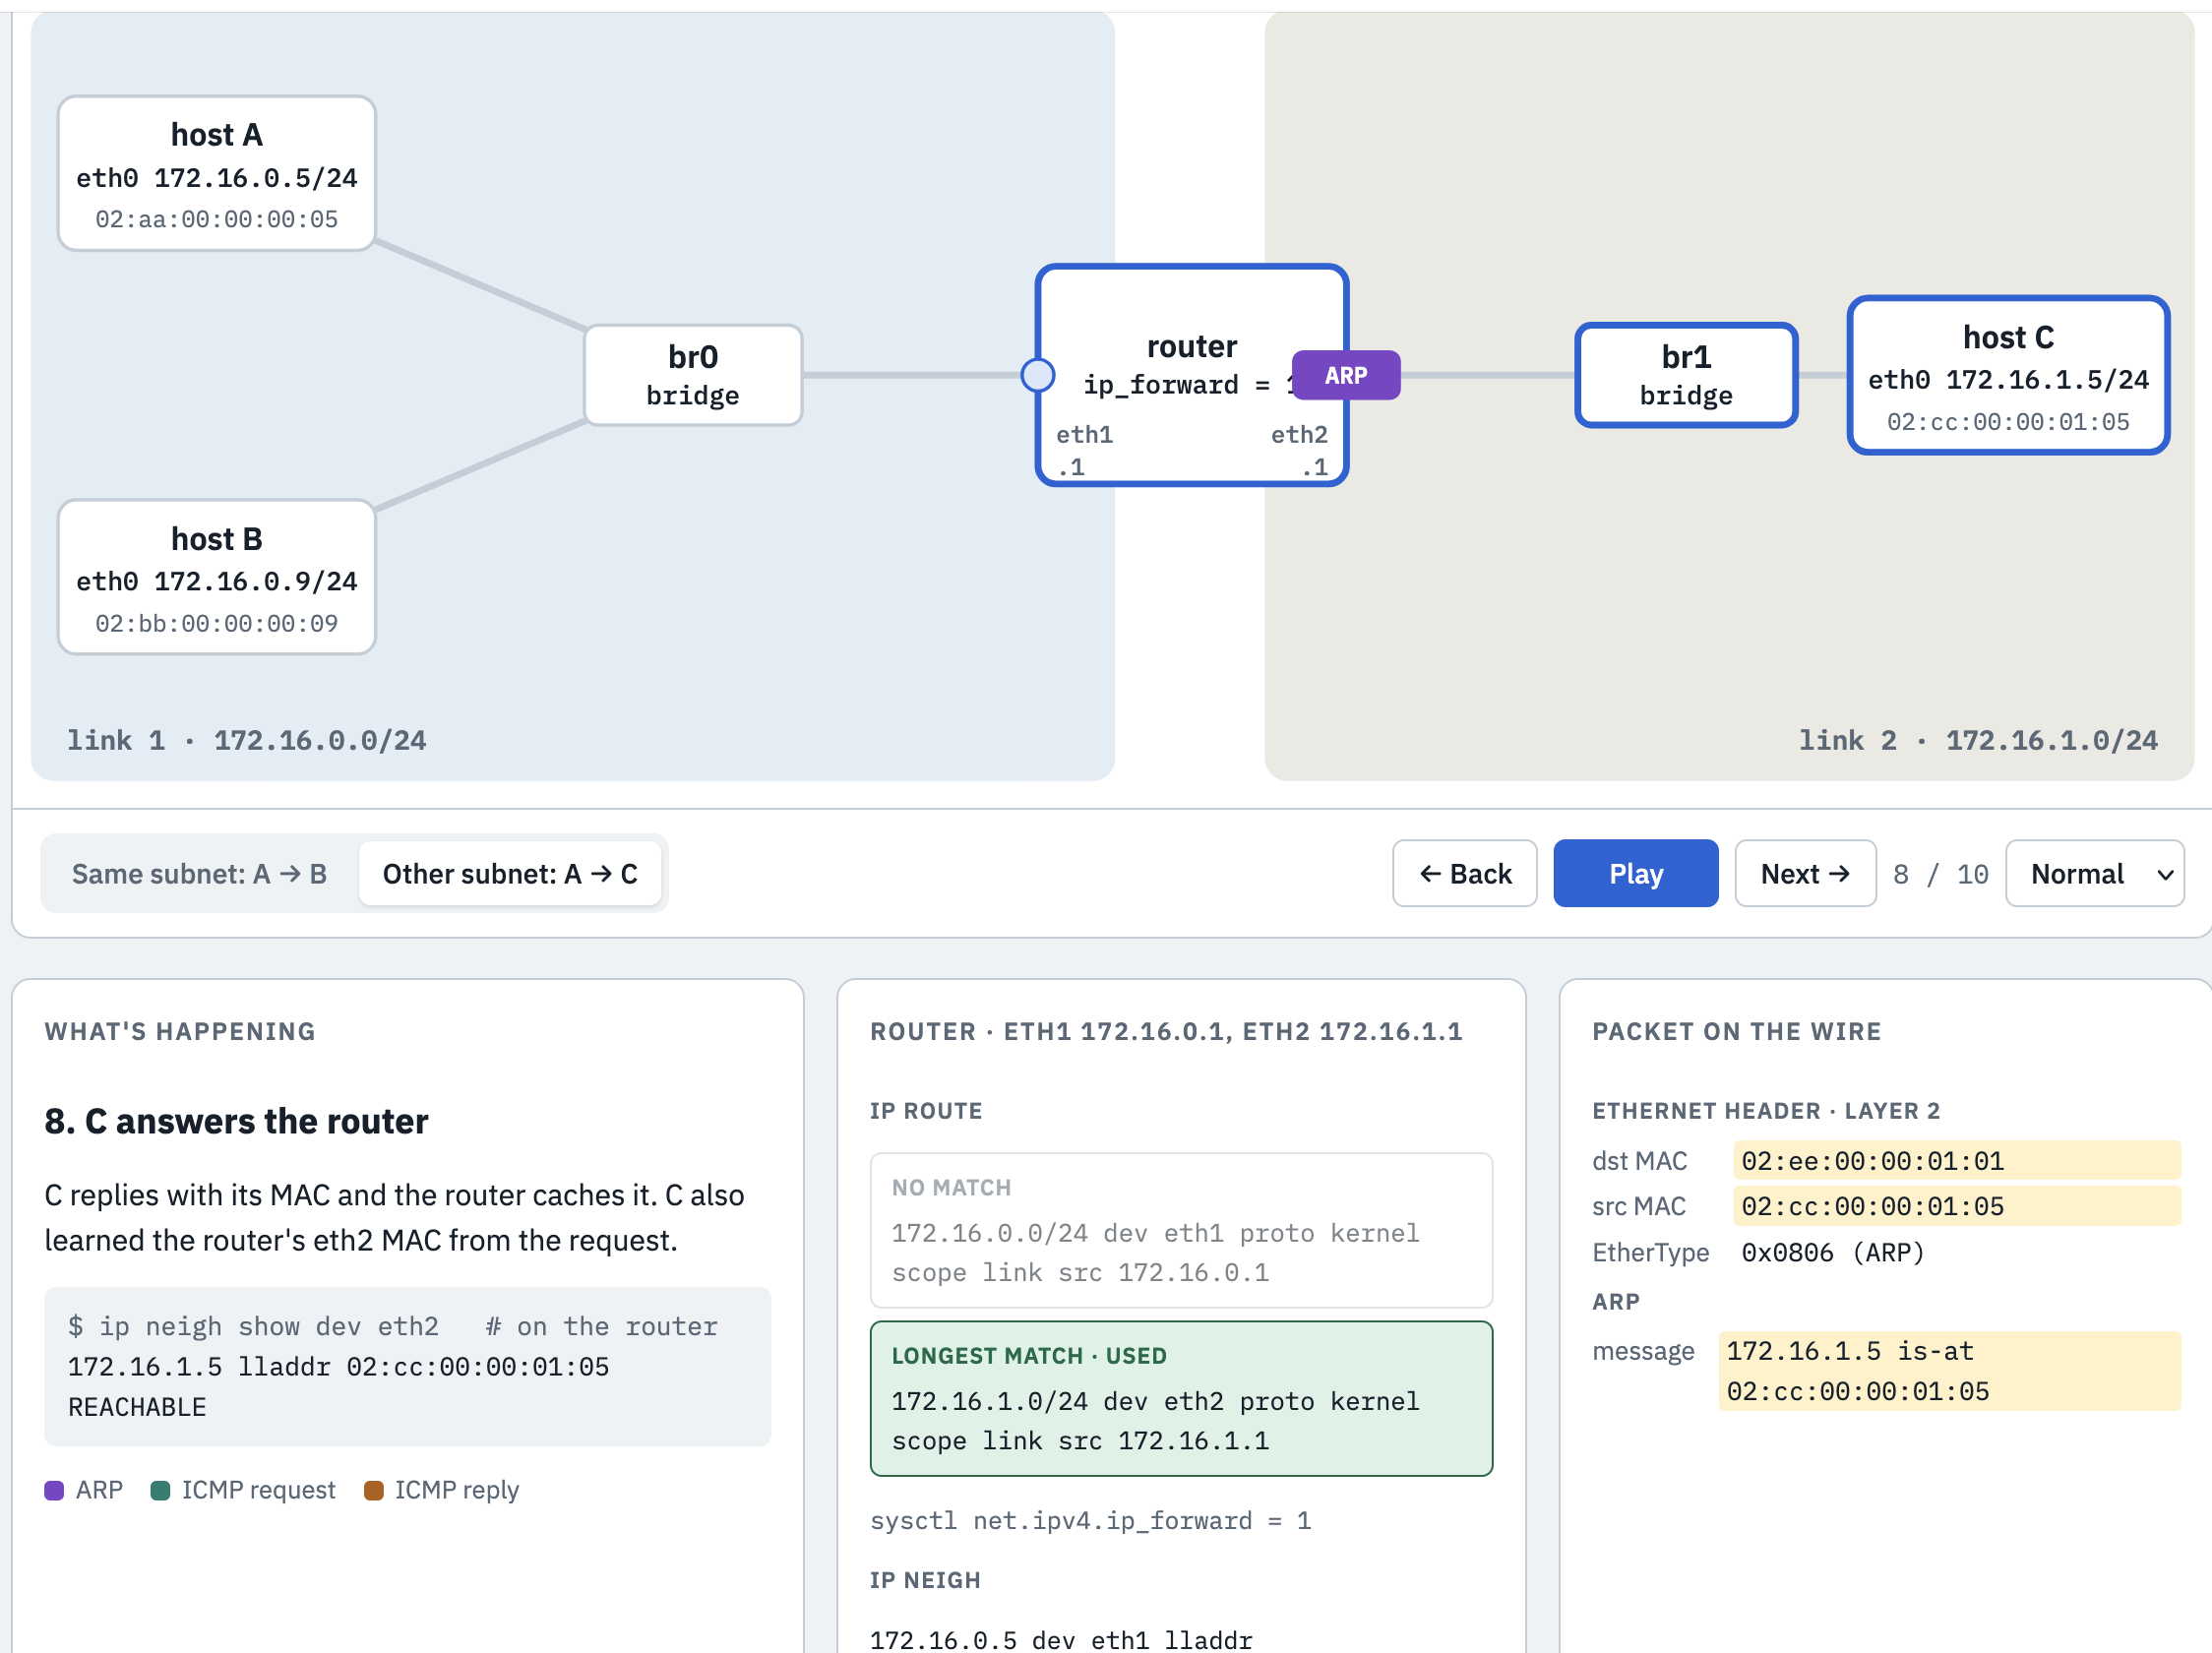 host A
eth0 172.16.0.5/24
02:aa:00:00:00:05
host B
eth0 172.16.0.9/24
02:bb:00:00:00:09
br0
bridge
router
ip_forward = 1
eth1
.1
eth2
.1
ARP
br1
bridge
host C
eth0 172.16.1.5/24
02:cc:00:00:01:05
link 1 · 172.16.0.0/24
link 2 · 172.16.1.0/24
Same subnet: A → B
Other subnet: A → C
← Back
Play
Next →
8 / 10
Normal
WHAT'S HAPPENING
8. C answers the router
C replies with its MAC and the router caches it. C also
learned the router's eth2 MAC from the request.
$ ip neigh show dev eth2   # on the router
172.16.1.5 lladdr 02:cc:00:00:01:05
REACHABLE
ARP
ICMP request
ICMP reply
ROUTER · ETH1 172.16.0.1, ETH2 172.16.1.1
IP ROUTE
NO MATCH
172.16.0.0/24 dev eth1 proto kernel
scope link src 172.16.0.1
LONGEST MATCH · USED
172.16.1.0/24 dev eth2 proto kernel
scope link src 172.16.1.1
sysctl net.ipv4.ip_forward = 1
IP NEIGH
172.16.0.5 dev eth1 lladdr
PACKET ON THE WIRE
ETHERNET HEADER · LAYER 2
dst MAC 02:ee:00:00:01:01
src MAC 02:cc:00:00:01:05
EtherType 0x0806 (ARP)
ARP
message 172.16.1.5 is-at
02:cc:00:00:01:05